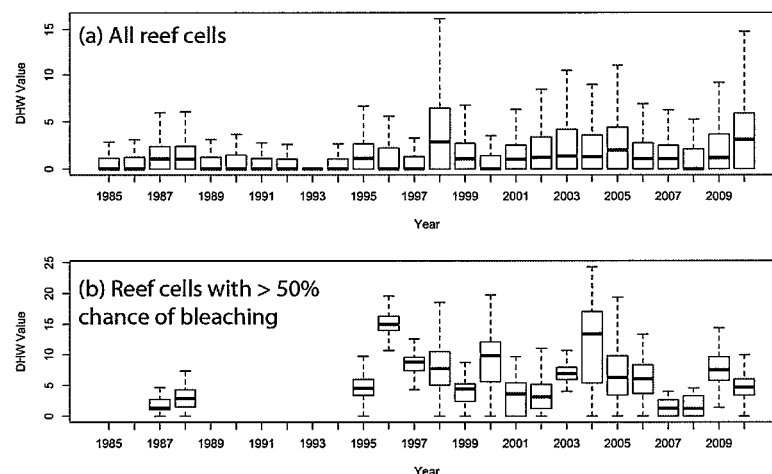 (a) All reef cells
DHW Value
15
10
5
0
1985 1987 1989 1991 1993 1995 1997 1999 2001 2003 2005 2007 2009
Year
(b) Reef cells with > 50%
chance of bleaching
DHW Value
25
20
15
10
5
0
1985 1987 1989 1991 1993 1995 1997 1999 2001 2003 2005 2007 2009
Year